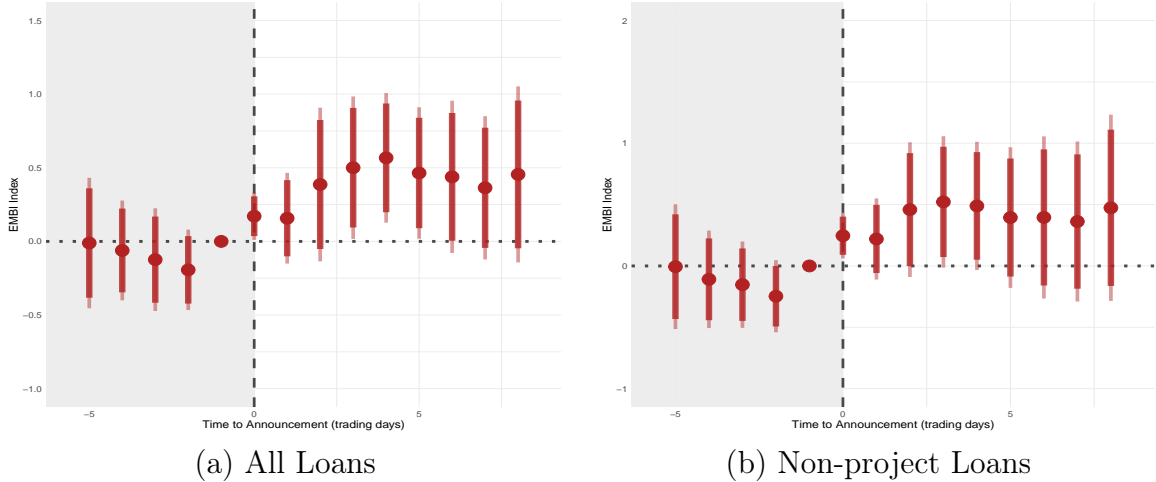 1.5
1.0
0.5
0.0
−0.5
−1.0
EMBI Index
−5
0
5
Time to Announcement (trading days)
(a) All Loans
2
1
0
−1
EMBI Index
−5
0
5
Time to Announcement (trading days)
(b) Non-project Loans